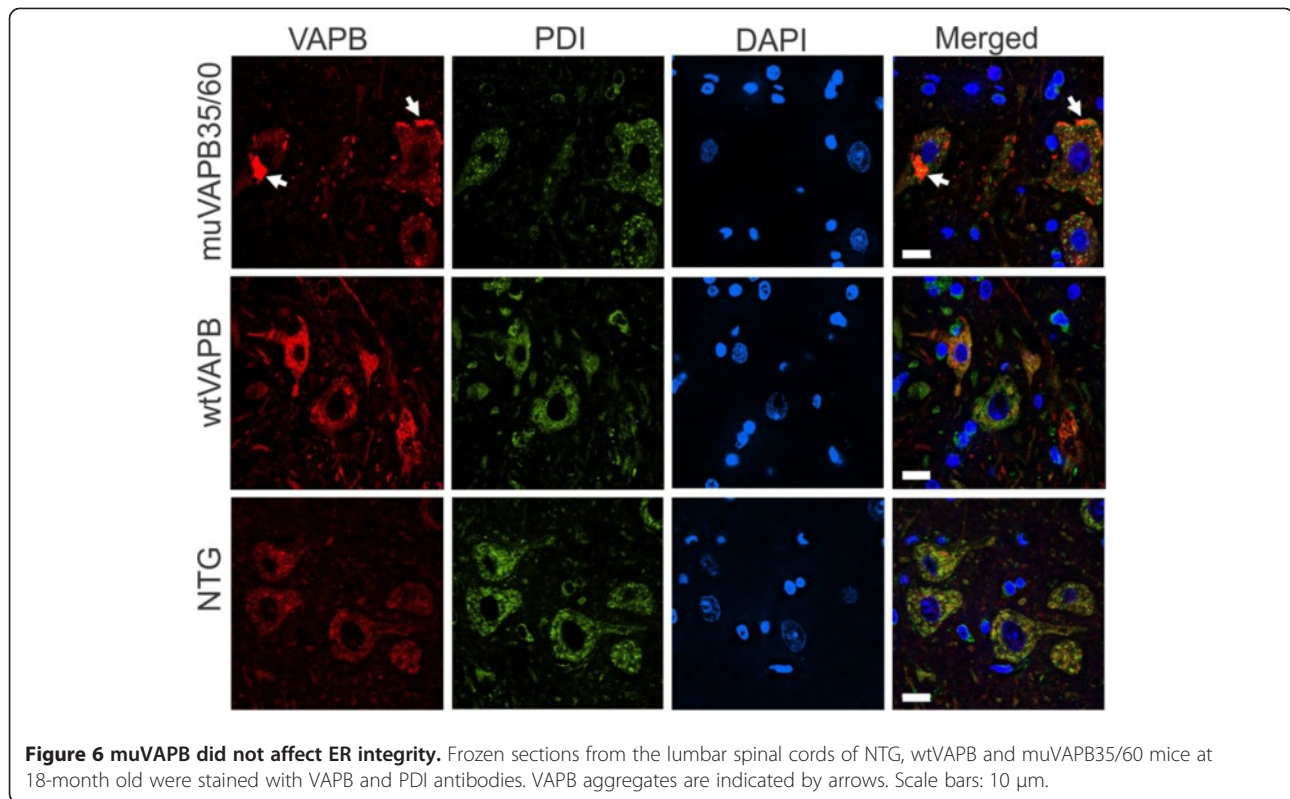 VAPB PDI DAPI Merged
muVAPB35/60
wtVAPB
NTG
Figure 6 muVAPB did not affect ER integrity. Frozen sections from the lumbar spinal cords of NTG, wtVAPB and muVAPB35/60 mice at
18-month old were stained with VAPB and PDI antibodies. VAPB aggregates are indicated by arrows. Scale bars: 10 μm.